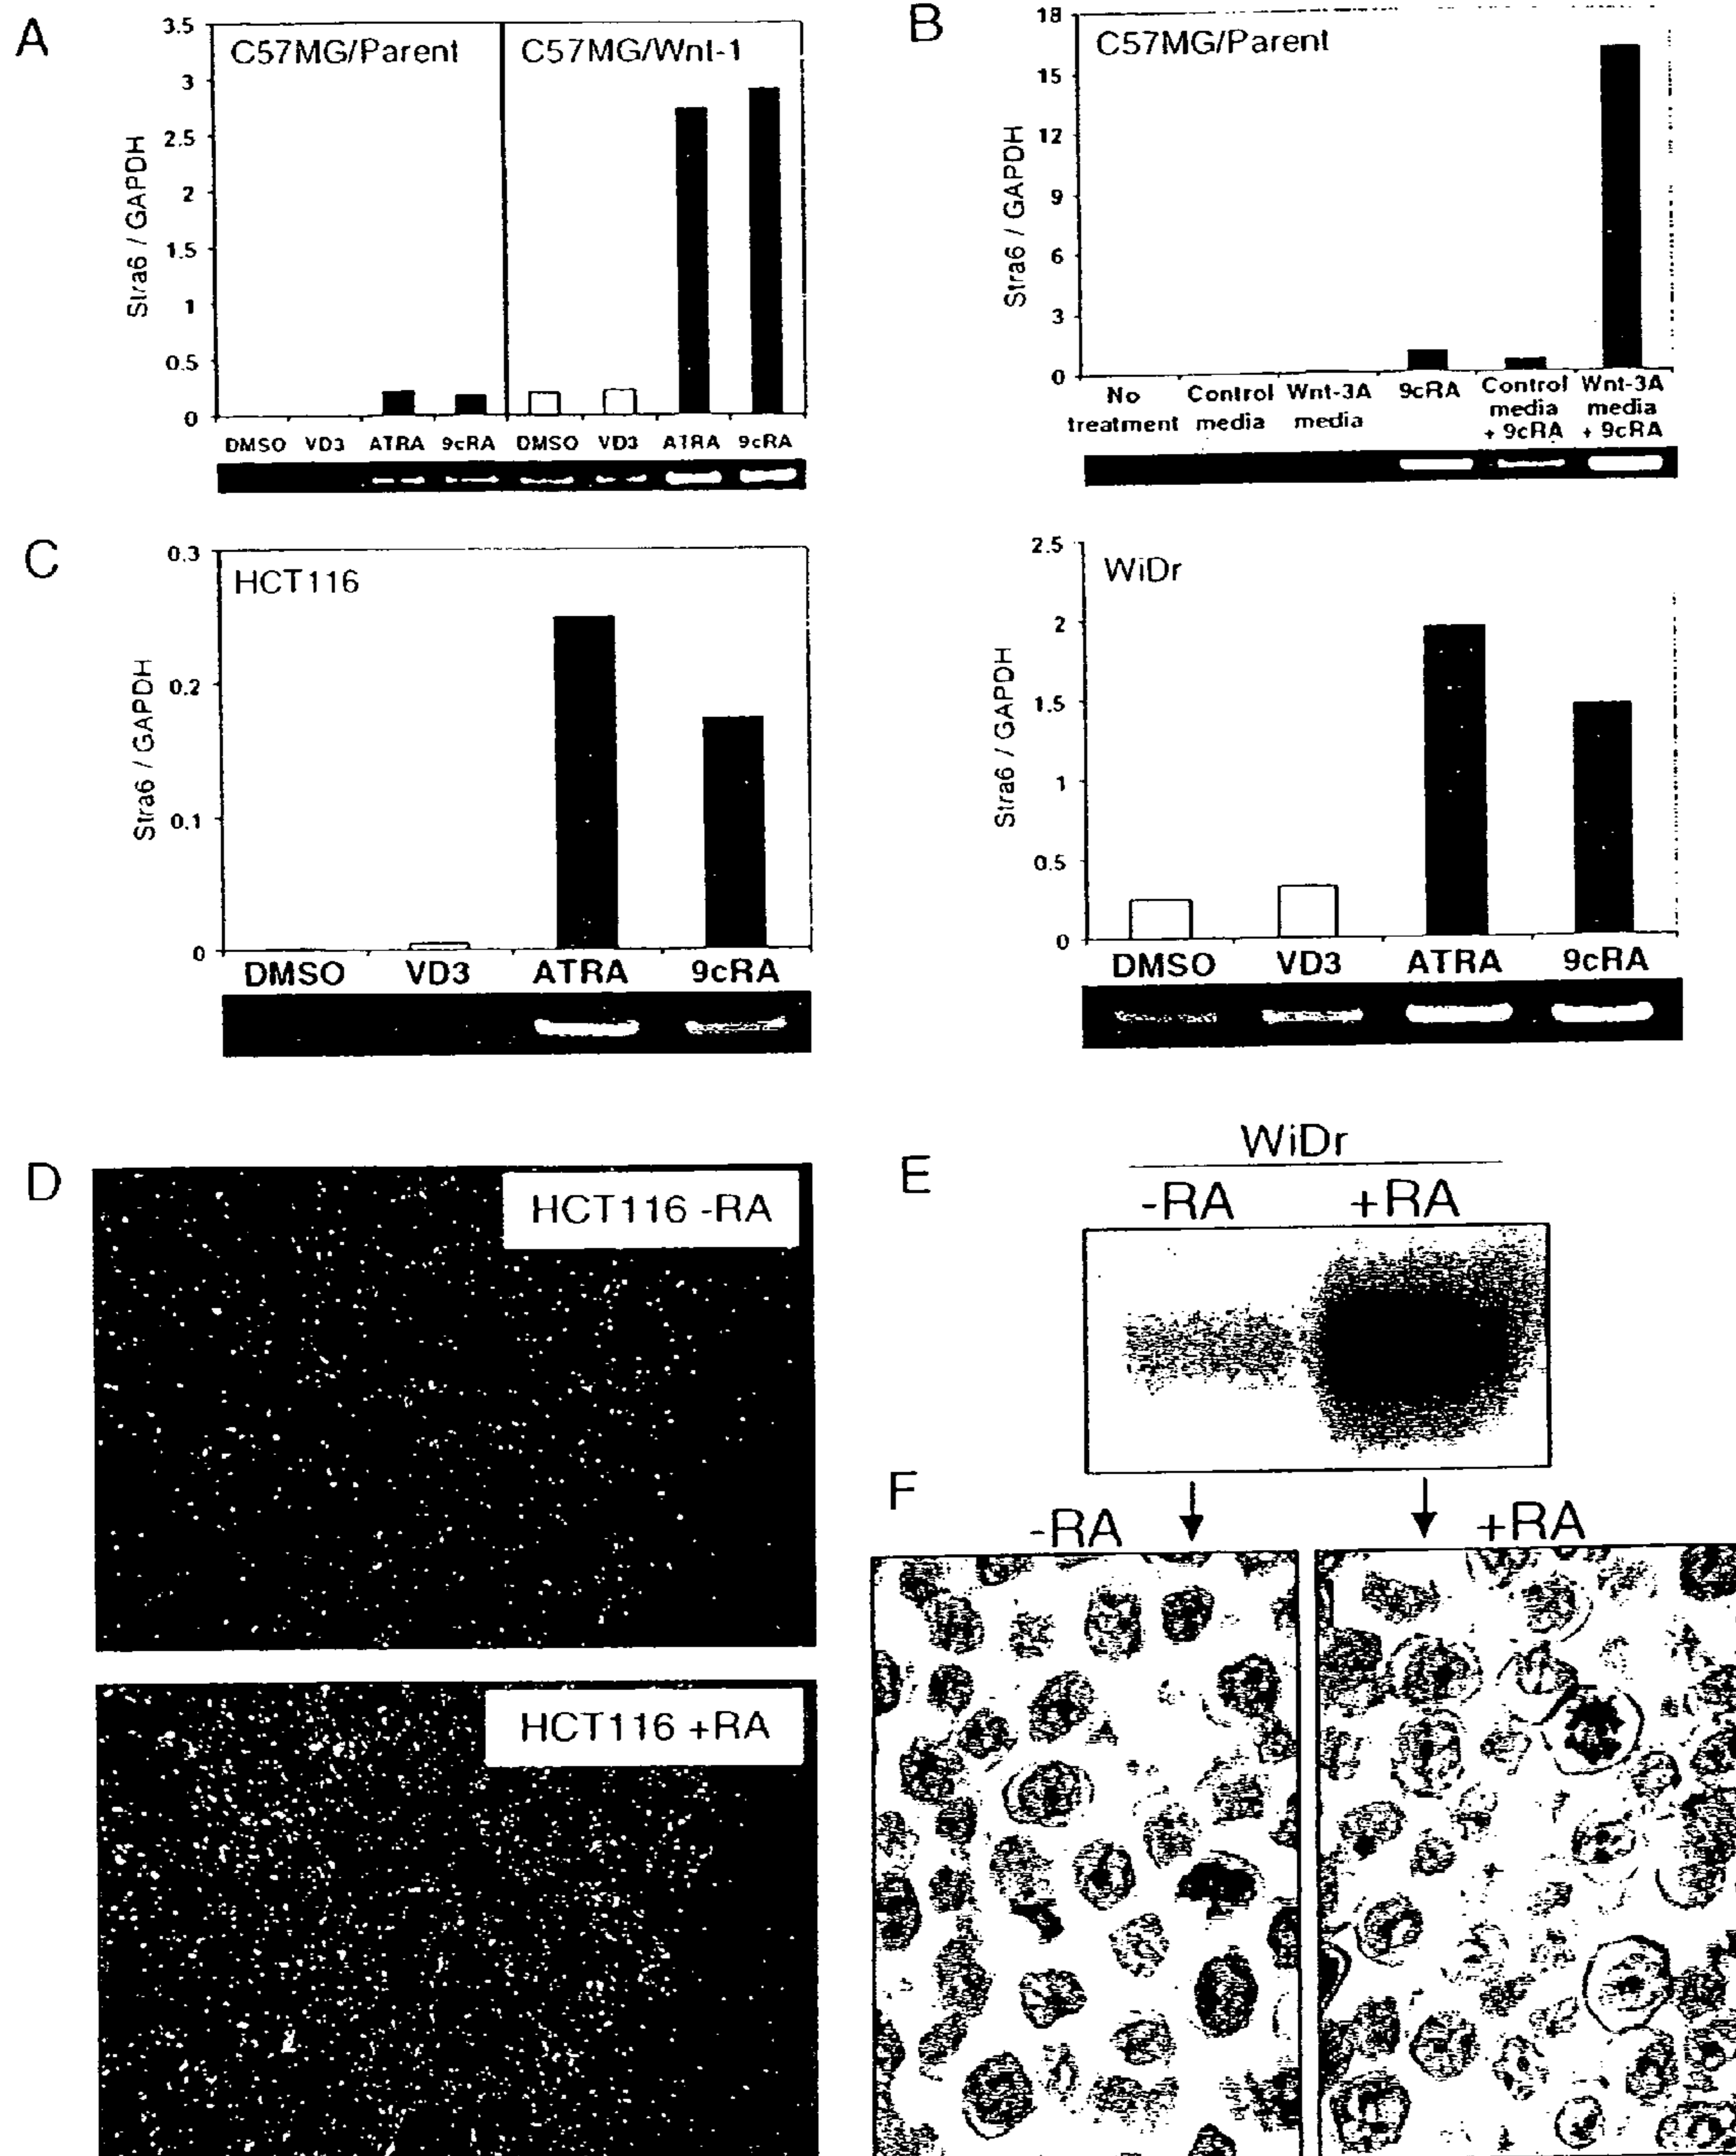 A
3.5
3
2.5
2
1.5
1
0.5
0
Stra6 / GAPDH
C57MG/Parent
C57MG/Wnt-1
DMSO VD3 ATRA 9cRA DMSO VD3 ATRA 9cRA
B
18
15
12
9
6
3
0
Stra6 / GAPDH
C57MG/Parent
No treatment
Control media
Wnt-3A media
9cRA
Control media + 9cRA
Wnt-3A media + 9cRA
C
0.3
0.2
0.1
0
Stra6 / GAPDH
HCT116
DMSO VD3 ATRA 9cRA
2.5
2
1.5
1
0.5
0
Stra6 / GAPDH
WiDr
DMSO VD3 ATRA 9cRA
D
HCT116 -RA
HCT116 +RA
E
WiDr
-RA +RA
F
-RA +RA